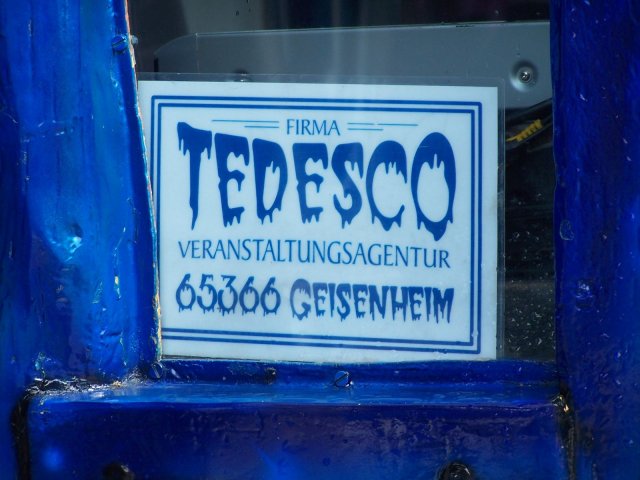 FIRMA
TEDESCO
VERANSTALTUNGSAGENTUR
65366 GEISENHEIM